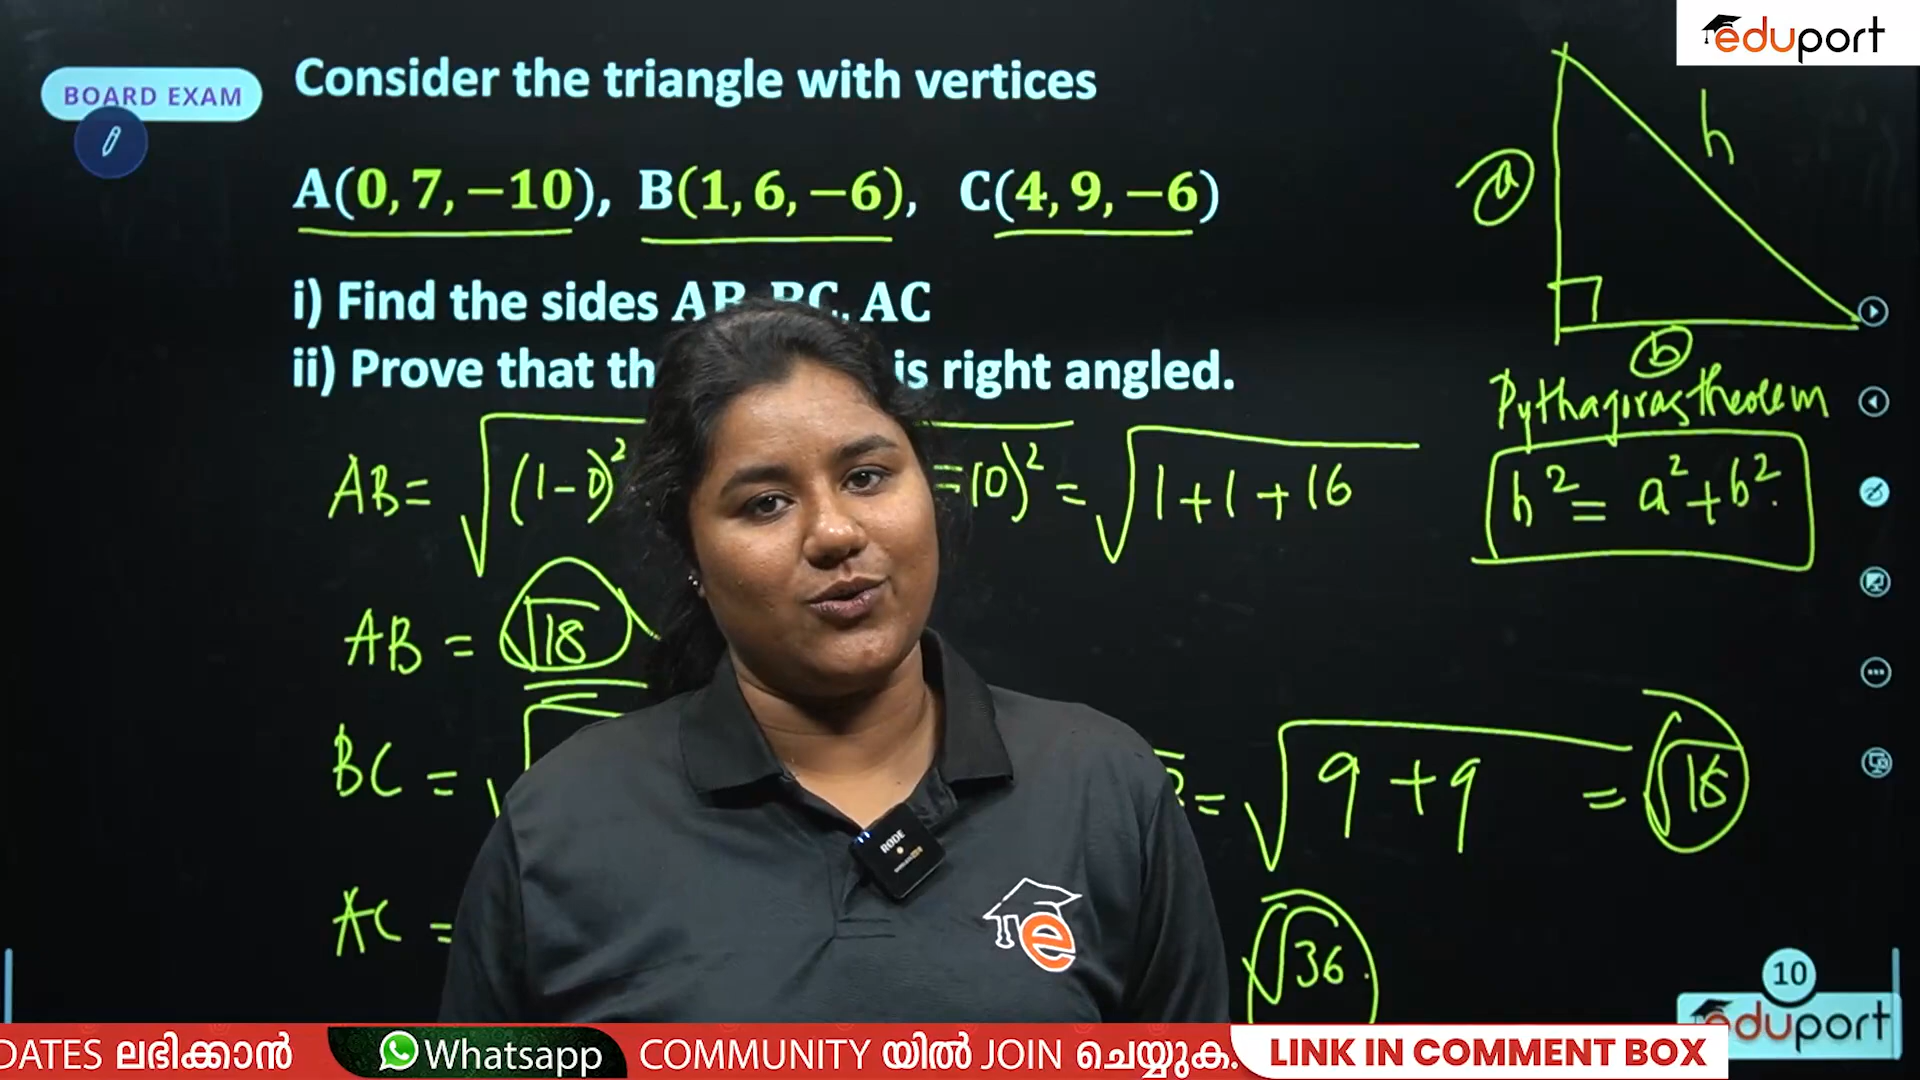 eduport
BOARD EXAM
Consider the triangle with vertices
A(0, 7, −10), B(1, 6, −6), C(4, 9, −6)
i) Find the sides AB, BC, AC
ii) Prove that th is right angled.
a
h
b
Pythagoras theorem
h² = a² + b².
AB = √(1-0)² =10)² = √1+1+16
AB = √18
BC = = √9+9 = √18
AC = √36.
RODE
e
10
eduport
DATES ലഭിക്കാൻ Whatsapp COMMUNITY യിൽ JOIN ചെയ്യുക. LINK IN COMMENT BOX